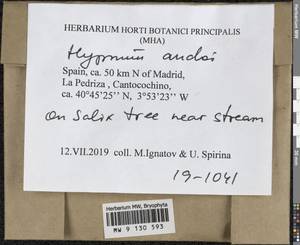 HERBARIUM HORTI BOTANICI PRINCIPALIS
(MHA)
Hypnum andoi
Spain, ca. 50 km N of Madrid,
La Pedriza , Cantocochino,
ca. 40°45'25'' N, 3°53'23'' W
on Salix tree near stream
12.VII.2019 coll. M.Ignatov & U. Spirina
19-1041
Herbarium MW, Bryophyta
MW 9 130 593